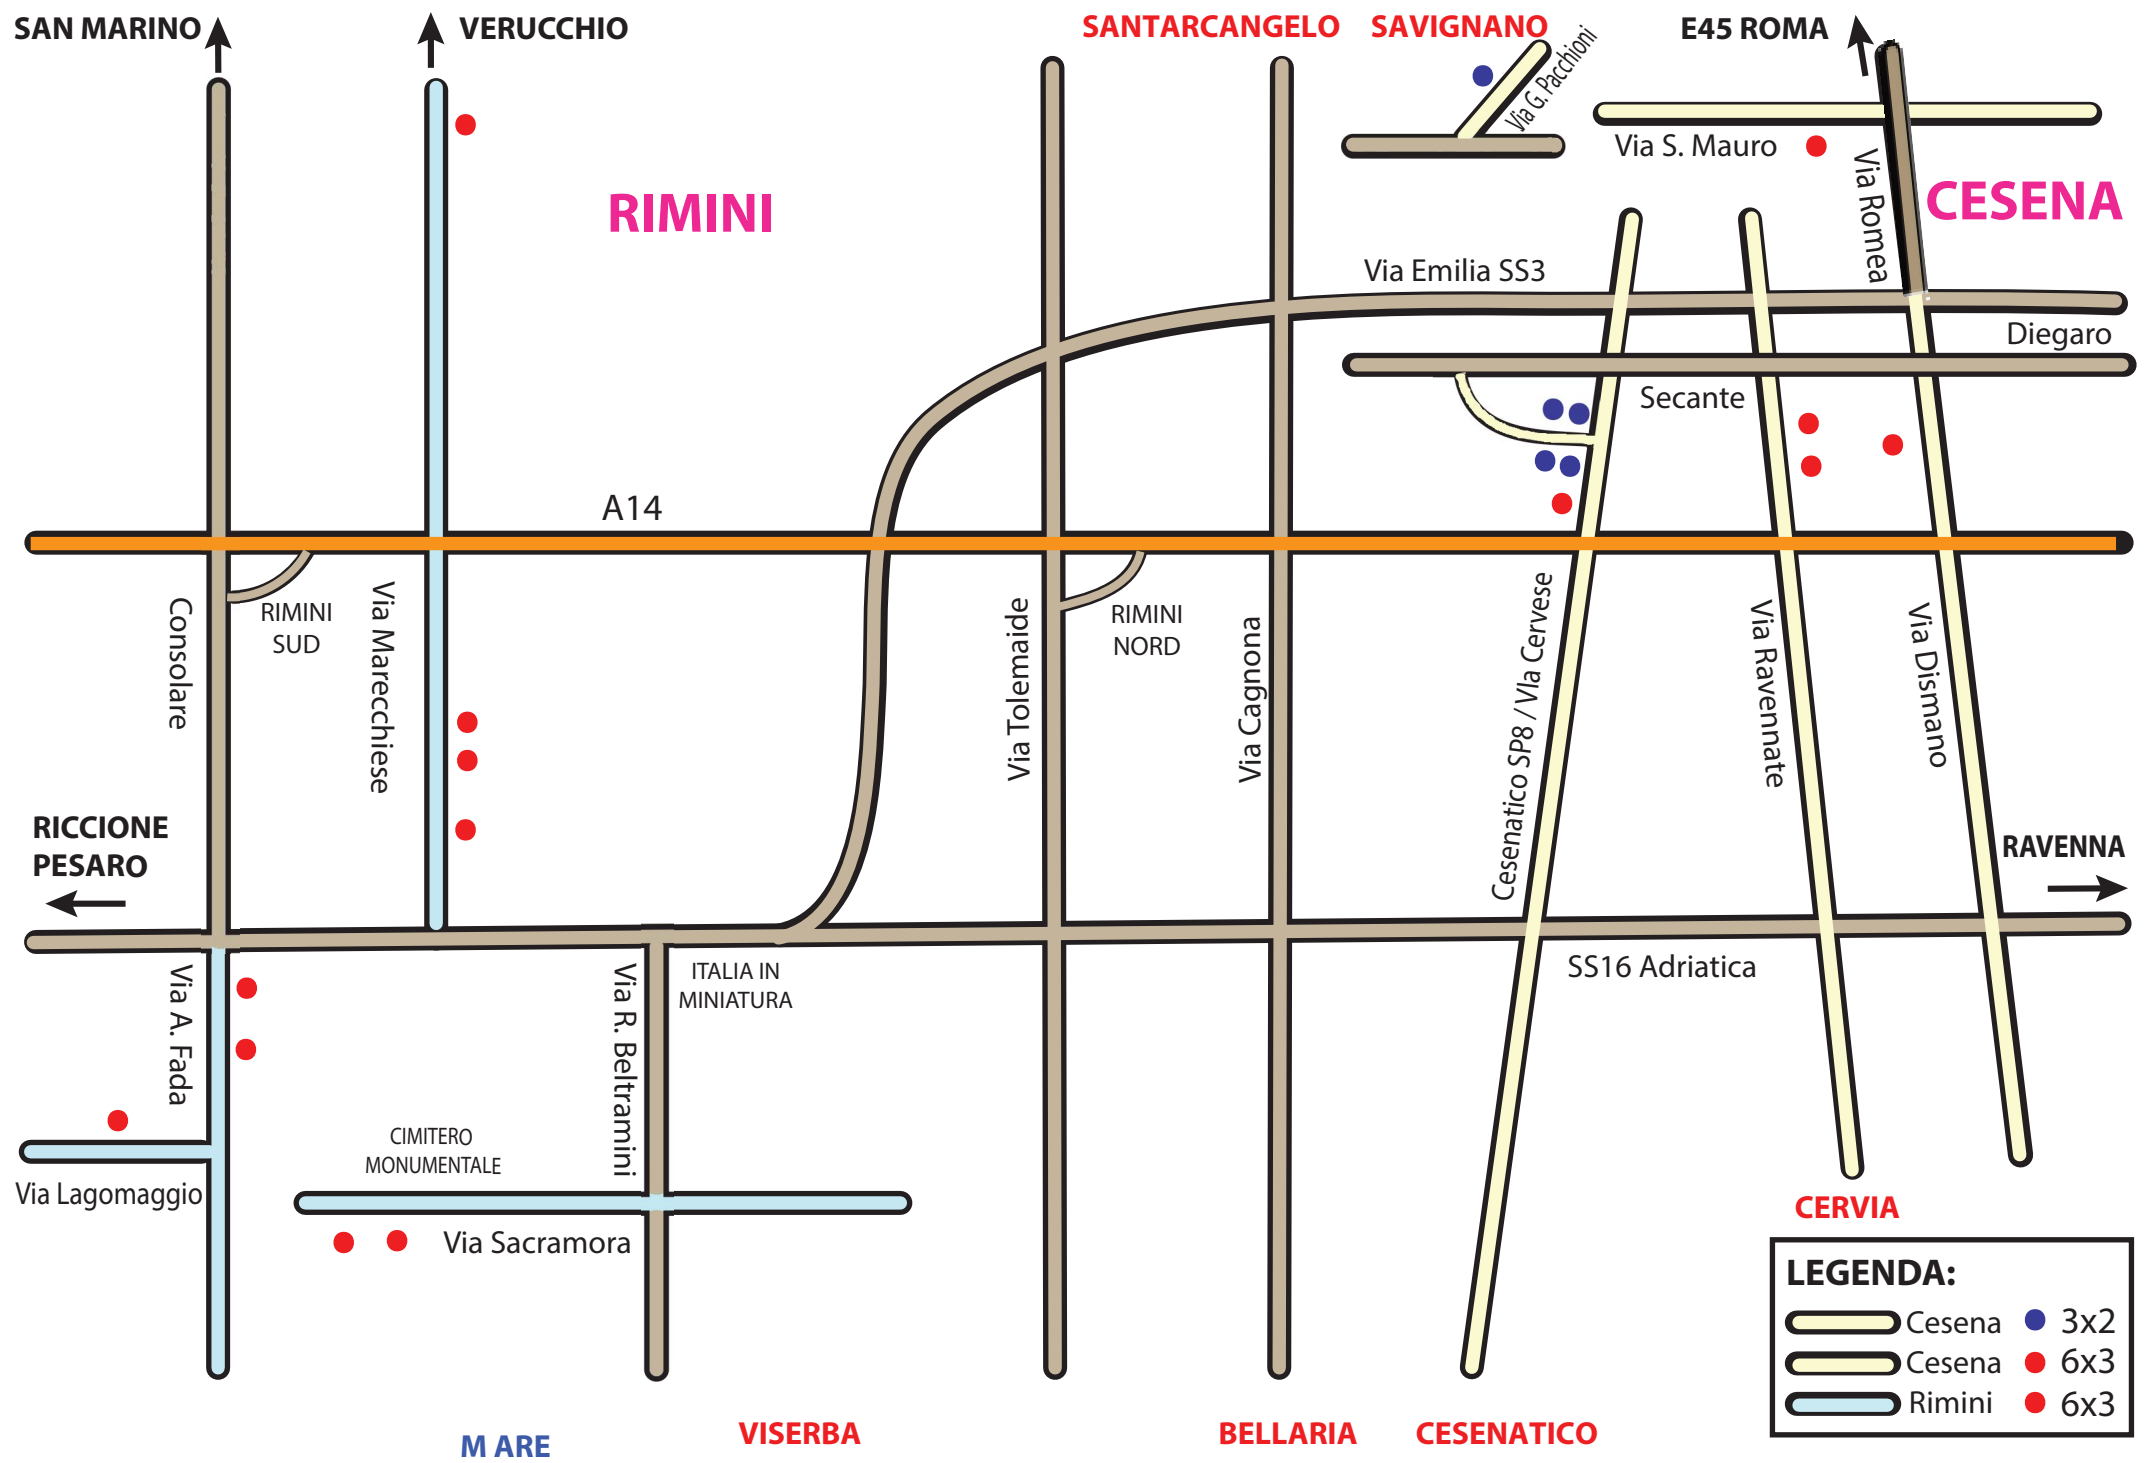 SAN MARINO
VERUCCHIO
SANTARCANGELO
SAVIGNANO
E45 ROMA
Via G. Pacchioni
Via S. Mauro
Via Romea
RIMINI
CESENA
Via Emilia SS3
Diegaro
Secante
A14
Consolare
RIMINI
SUD
Via Marecchiese
Via Tolemaide
RIMINI
NORD
Via Cagnona
Cesenatico SP8 / VIa Cervese
Via Ravennate
Via Dismano
RICCIONE
PESARO
RAVENNA
Via A. Fada
Via R. Beltramini
ITALIA IN
MINIATURA
SS16 Adriatica
CIMITERO
MONUMENTALE
Via Lagomaggio
Via Sacramora
CERVIA
LEGENDA:
Cesena 3x2
Cesena 6x3
Rimini 6x3
M ARE
VISERBA
BELLARIA
CESENATICO